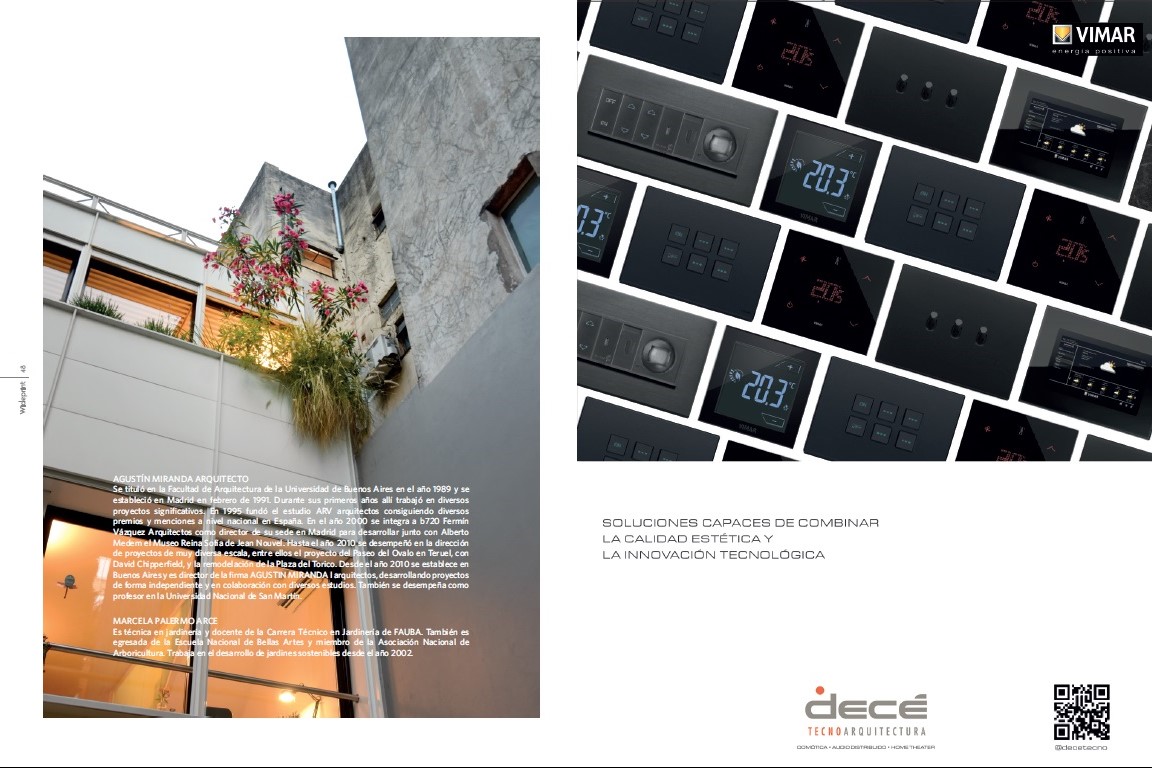 Wideprint | 46
AGUSTÍN MIRANDA ARQUITECTO
Se tituló en la Facultad de Arquitectura de la Universidad de Buenos Aires en el año 1989 y se
estableció en Madrid en febrero de 1991. Durante sus primeros años allí trabajó en diversos
proyectos significativos. En 1995 fundó el estudio ARV arquitectos consiguiendo diversos
premios y menciones a nivel nacional en España. En el año 2000 se integra a b720 Fermín
Vázquez Arquitectos como director de su sede en Madrid para desarrollar junto con Alberto
Medem el Museo Reina Sofía de Jean Nouvel. Hasta el año 2010 se desempeñó en la dirección
de proyectos de muy diversa escala, entre ellos el proyecto del Paseo del Ovalo en Teruel, con
David Chipperfield, y la remodelación de la Plaza del Torico. Desde el año 2010 se establece en
Buenos Aires y es director de la firma AGUSTIN MIRANDA I arquitectos, desarrollando proyectos
de forma independiente y en colaboración con diversos estudios. También se desempeña como
profesor en la Universidad Nacional de San Martín.
MARCELA PALERMO ARCE
Es técnica en jardinería y docente de la Carrera Técnico en Jardinería de FAUBA. También es
egresada de la Escuela Nacional de Bellas Artes y miembro de la Asociación Nacional de
Arboricultura. Trabaja en el desarrollo de jardines sostenibles desde el año 2002.
VIMAR
energia positiva
20.5
OFF
20.3 °C
VIMAR
20.5
20.5
20.3 °C
VIMAR
VIMAR
SOLUCIONES CAPACES DE COMBINAR
LA CALIDAD ESTÉTICA Y
LA INNOVACIÓN TECNOLÓGICA
decé
TECNOARQUITECTURA
DOMÓTICA • AUDIO DISTRIBUIDO • HOME THEATER
@decetecno